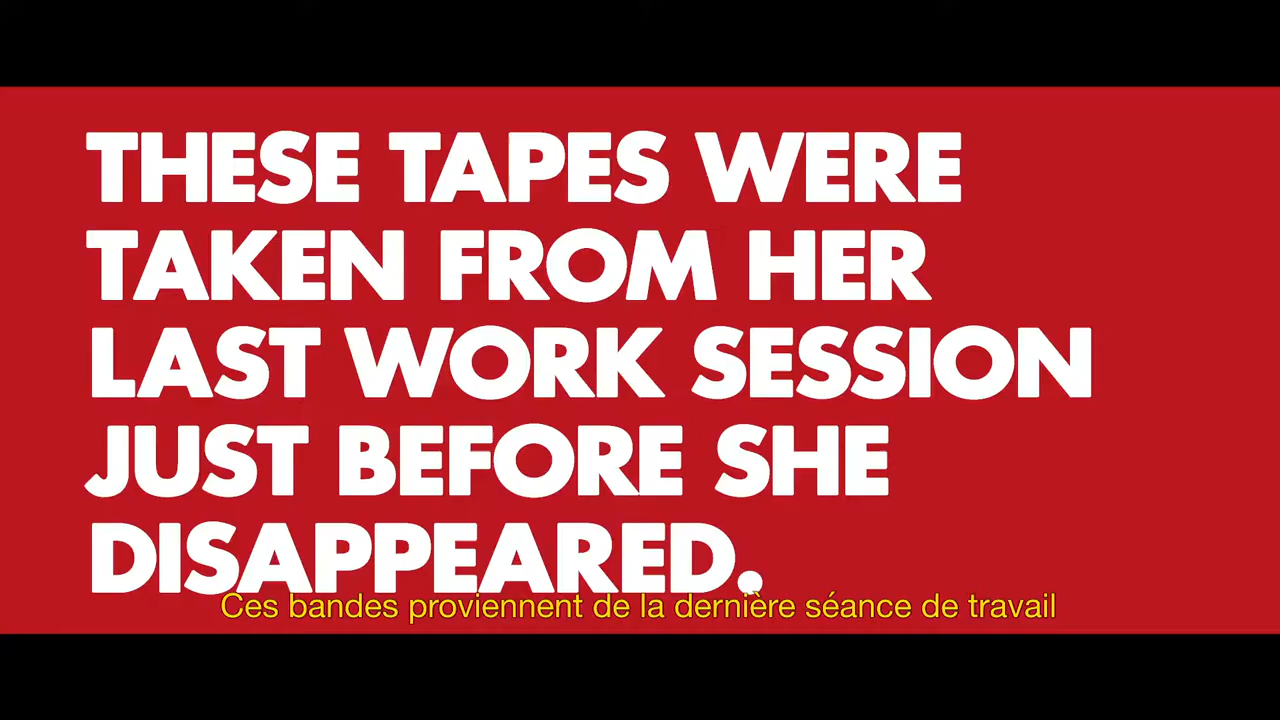 THESE TAPES WERE
TAKEN FROM HER
LAST WORK SESSION
JUST BEFORE SHE
DISAPPEARED.
Ces bandes proviennent de la dernière séance de travail